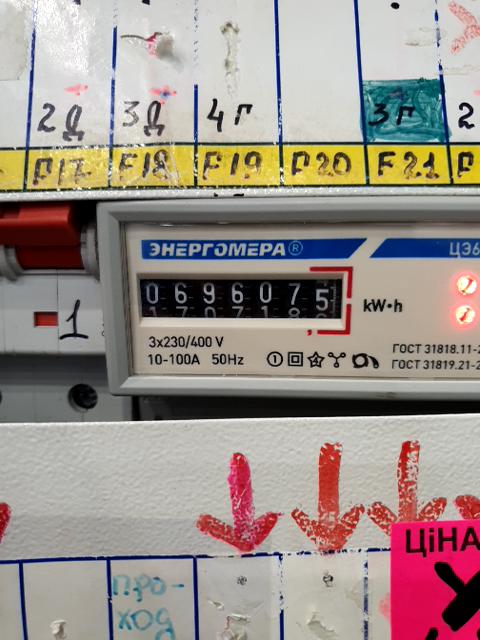 2Д 3Д 4Г 3Г 2
F17 F18 F19 F20 F21
ЭНЕРГОМЕРА®
ЦЭ6
0696075
kW•h
1
3x230/400 V
10-100A 50Hz
ГОСТ 31818.11-2
ГОСТ 31819.21-2
ЦІНА
про-
ход